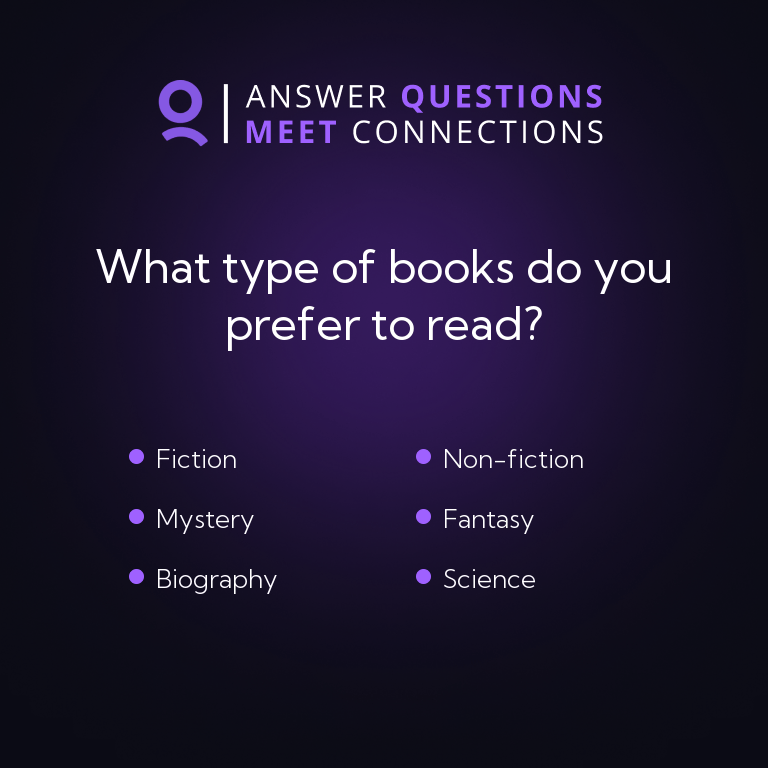 ANSWER QUESTIONS
MEET CONNECTIONS
What type of books do you
prefer to read?
Fiction
Non-fiction
Mystery
Fantasy
Biography
Science